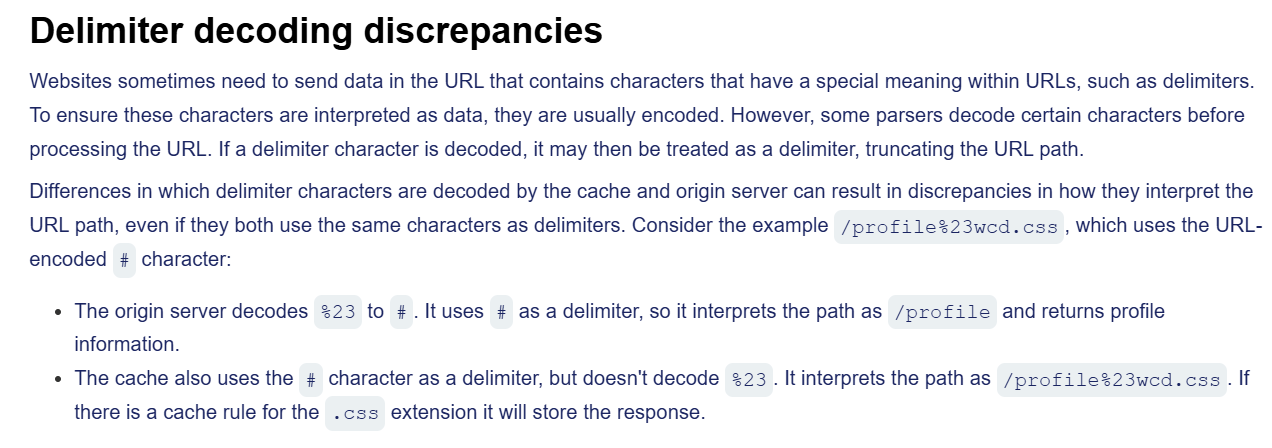 Delimiter decoding discrepancies
Websites sometimes need to send data in the URL that contains characters that have a special meaning within URLs, such as delimiters.
To ensure these characters are interpreted as data, they are usually encoded. However, some parsers decode certain characters before
processing the URL. If a delimiter character is decoded, it may then be treated as a delimiter, truncating the URL path.
Differences in which delimiter characters are decoded by the cache and origin server can result in discrepancies in how they interpret the
URL path, even if they both use the same characters as delimiters. Consider the example /profile%23wcd.css, which uses the URL-
encoded # character:
• The origin server decodes %23 to #. It uses # as a delimiter, so it interprets the path as /profile and returns profile
information.
• The cache also uses the # character as a delimiter, but doesn't decode %23. It interprets the path as /profile%23wcd.css. If
there is a cache rule for the .css extension it will store the response.